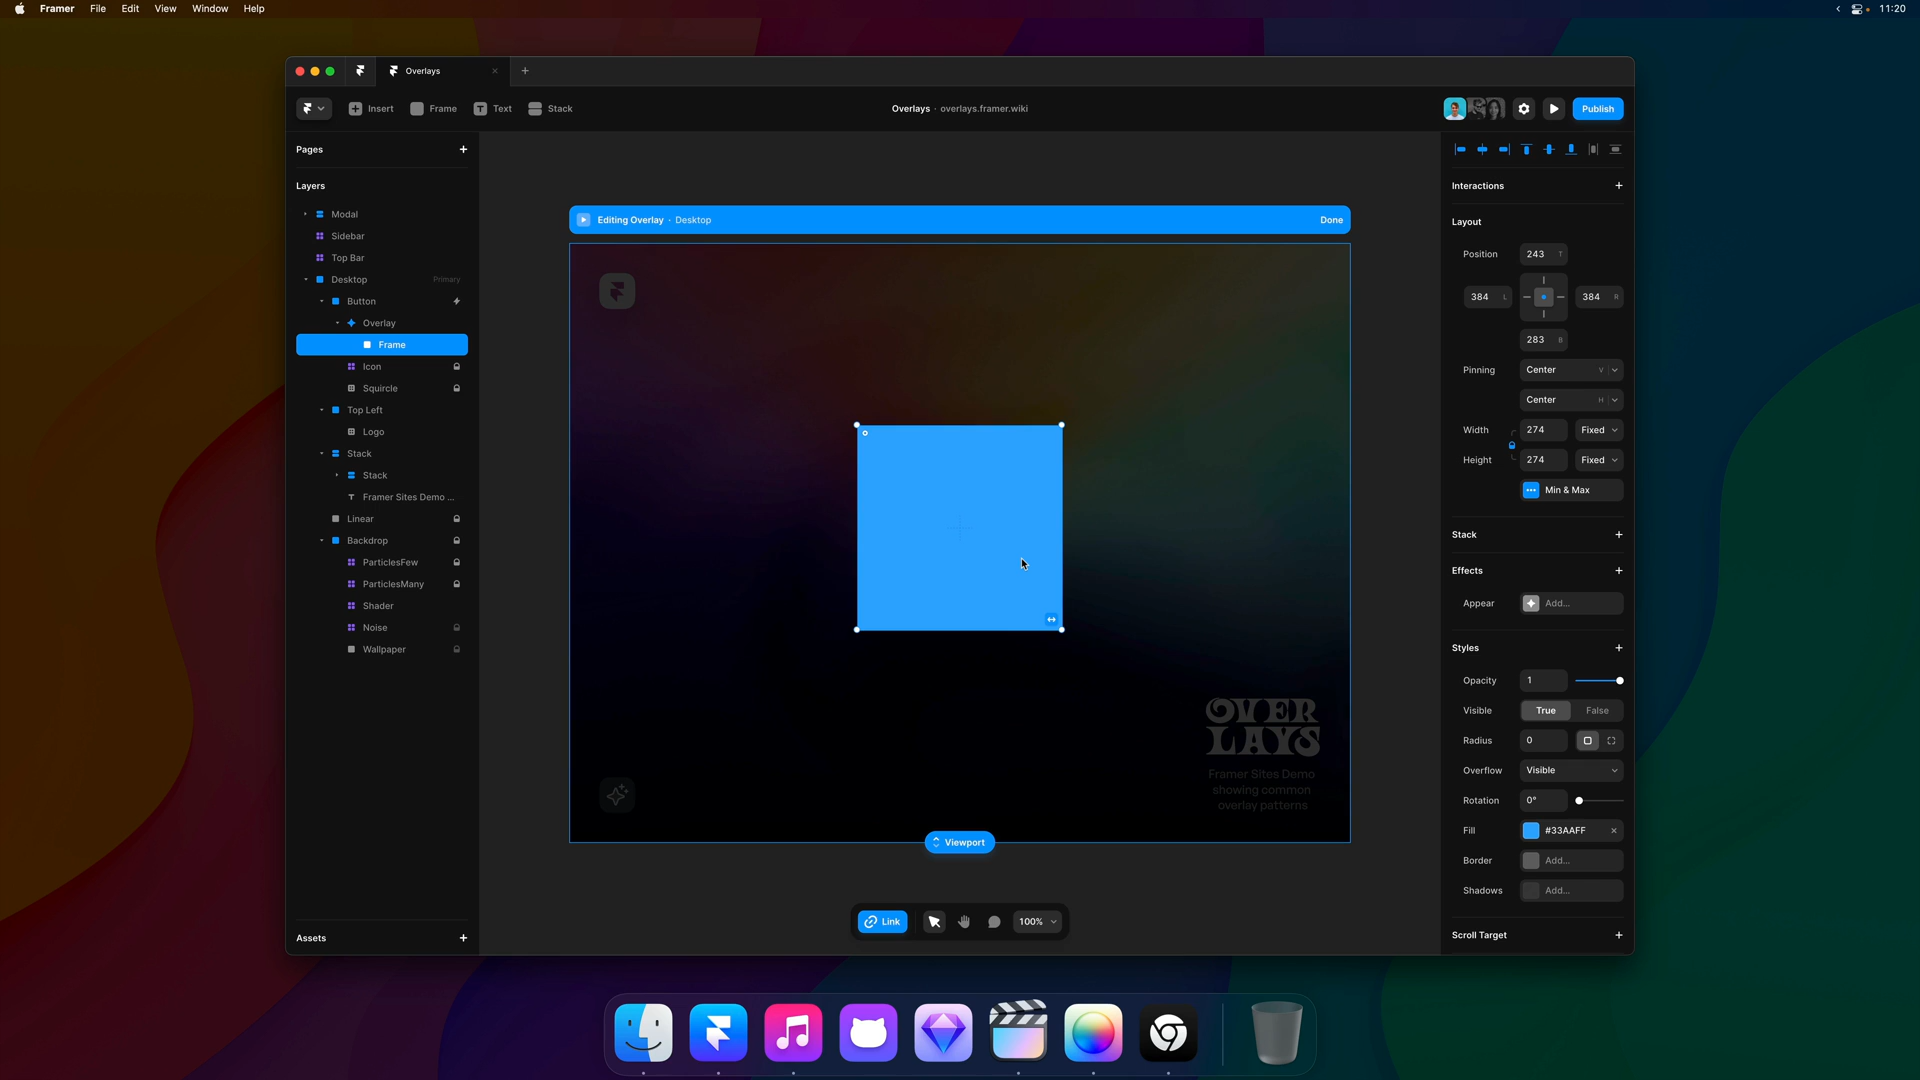 Framer File Edit View Window Help 11:20
Overlays
Insert Frame Text Stack
Overlays · overlays.framer.wiki
Publish
Pages
Layers
Modal
Sidebar
Top Bar
Desktop Primary
Button
Overlay
Frame
Icon
Squircle
Top Left
Logo
Stack
Stack
Framer Sites Demo ...
Linear
Backdrop
ParticlesFew
ParticlesMany
Shader
Noise
Wallpaper
Assets
Editing Overlay · Desktop Done
OVER
LAYS
Framer Sites Demo
showing common
overlay patterns
Viewport
Link 100%
Interactions
Layout
Position 243 T
384 L 384 R
283 B
Pinning Center V
Center H
Width 274 Fixed
Height 274 Fixed
Min & Max
Stack
Effects
Appear Add...
Styles
Opacity 1
Visible True False
Radius 0
Overflow Visible
Rotation 0°
Fill #33AAFF
Border Add...
Shadows Add...
Scroll Target